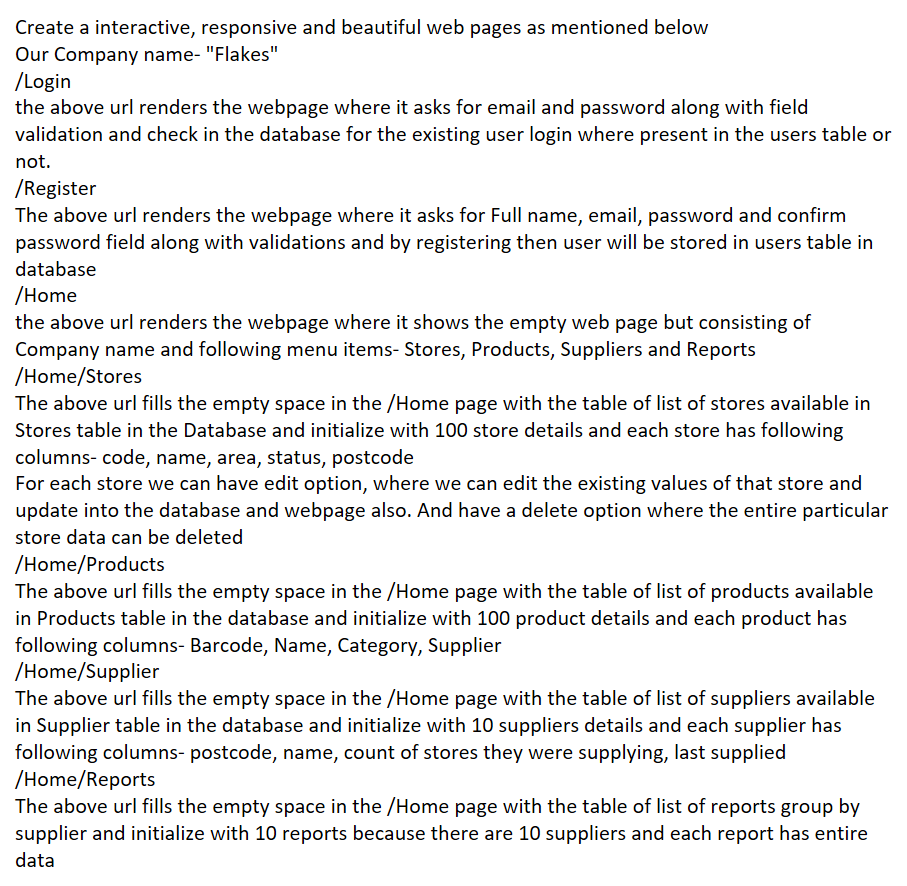 Create a interactive, responsive and beautiful web pages as mentioned below
Our Company name- "Flakes"
/Login
the above url renders the webpage where it asks for email and password along with field
validation and check in the database for the existing user login where present in the users table or
not.
/Register
The above url renders the webpage where it asks for Full name, email, password and confirm
password field along with validations and by registering then user will be stored in users table in
database
/Home
the above url renders the webpage where it shows the empty web page but consisting of
Company name and following menu items- Stores, Products, Suppliers and Reports
/Home/Stores
The above url fills the empty space in the /Home page with the table of list of stores available in
Stores table in the Database and initialize with 100 store details and each store has following
columns- code, name, area, status, postcode
For each store we can have edit option, where we can edit the existing values of that store and
update into the database and webpage also. And have a delete option where the entire particular
store data can be deleted
/Home/Products
The above url fills the empty space in the /Home page with the table of list of products available
in Products table in the database and initialize with 100 product details and each product has
following columns- Barcode, Name, Category, Supplier
/Home/Supplier
The above url fills the empty space in the /Home page with the table of list of suppliers available
in Supplier table in the database and initialize with 10 suppliers details and each supplier has
following columns- postcode, name, count of stores they were supplying, last supplied
/Home/Reports
The above url fills the empty space in the /Home page with the table of list of reports group by
supplier and initialize with 10 reports because there are 10 suppliers and each report has entire
data